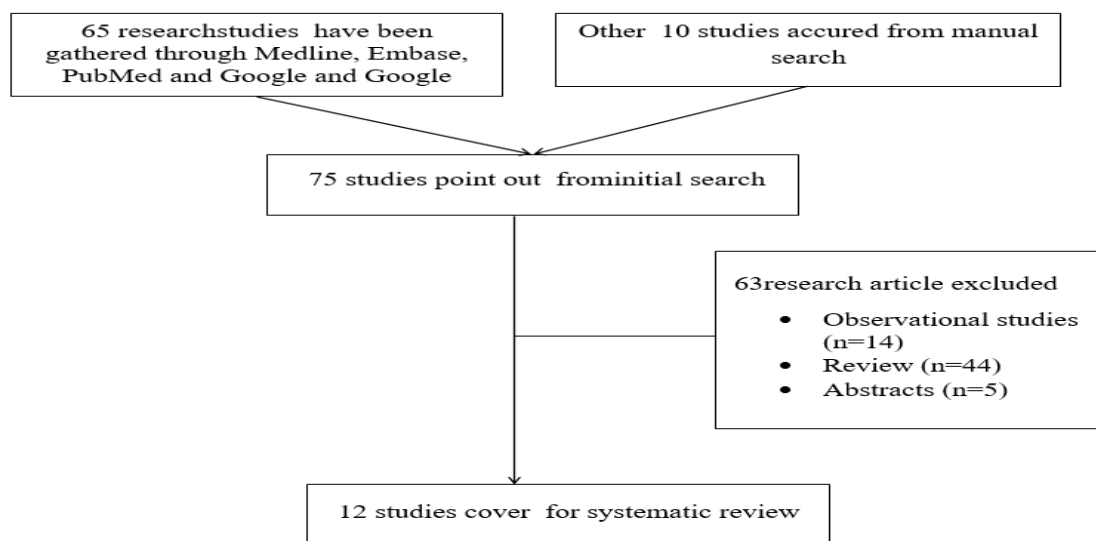 65 researchstudies have been
gathered through Medline, Embase,
PubMed and Google and Google
Other 10 studies accured from manual
search
75 studies point out frominitial search
63research article excluded
• Observational studies
(n=14)
• Review (n=44)
• Abstracts (n=5)
12 studies cover for systematic review